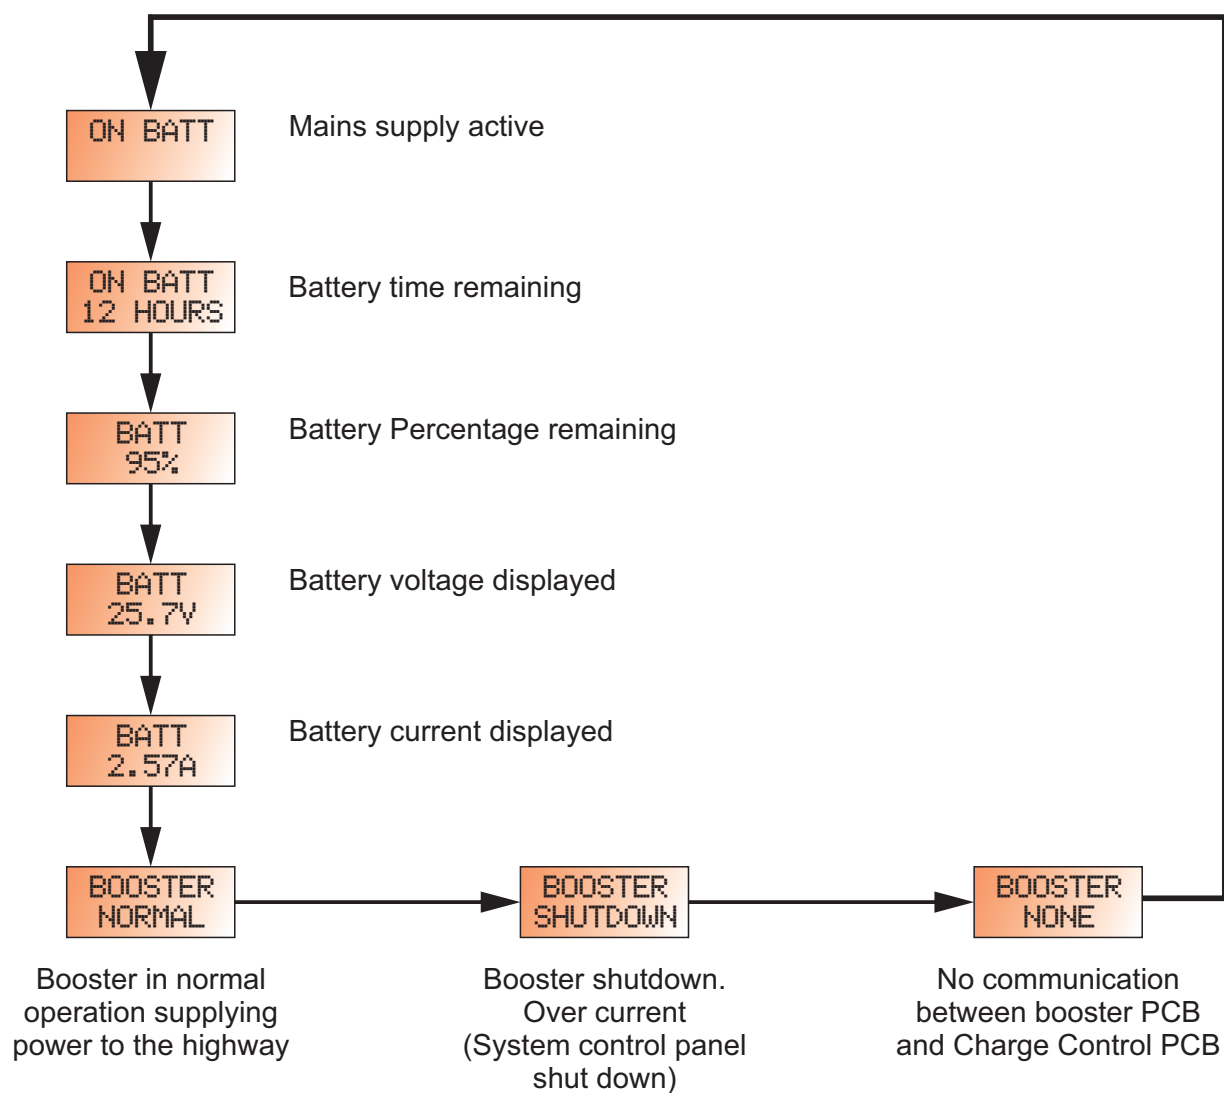 ON BATT
Mains supply active
ON BATT
12 HOURS
Battery time remaining
BATT
95%
Battery Percentage remaining
BATT
25.7V
Battery voltage displayed
BATT
2.57A
Battery current displayed
BOOSTER
NORMAL
Booster in normal
operation supplying
power to the highway
BOOSTER
SHUTDOWN
Booster shutdown.
Over current
(System control panel
shut down)
BOOSTER
NONE
No communication
between booster PCB
and Charge Control PCB